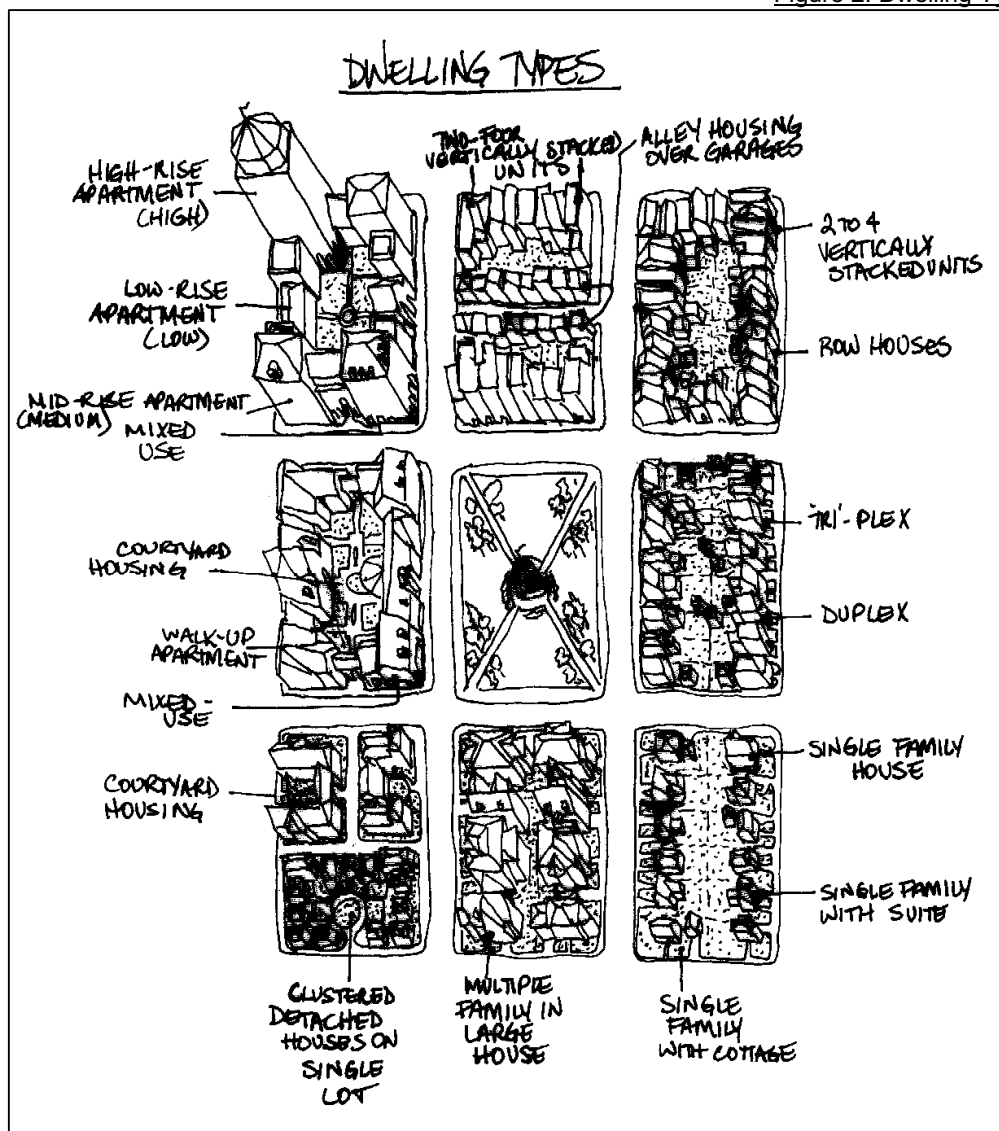 Figure 2: Dwelling Ty
DWELLING TYPES
HIGH-RISE
APARTMENT
(HIGH)
LOW-RISE
APARTMENT
(LOW)
MID-RISE APARTMENT
(MEDIUM)
MIXED
USE
TWO-FOOR
VERTICALLY STACKED
UNITS
ALLEY HOUSING
OVER GARAGES
2 TO 4
VERTICALLY
STACKED UNITS
ROW HOUSES
COURTYARD
HOUSING
WALK-UP
APARTMENT
MIXED-
USE
'TRI'-PLEX
DUPLEX
COURTYARD
HOUSING
CLUSTERED
DETACHED
HOUSES ON
SINGLE
LOT
MULTIPLE
FAMILY IN
LARGE
HOUSE
SINGLE FAMILY
HOUSE
SINGLE FAMILY
WITH SUITE
SINGLE
FAMILY
WITH COTTAGE